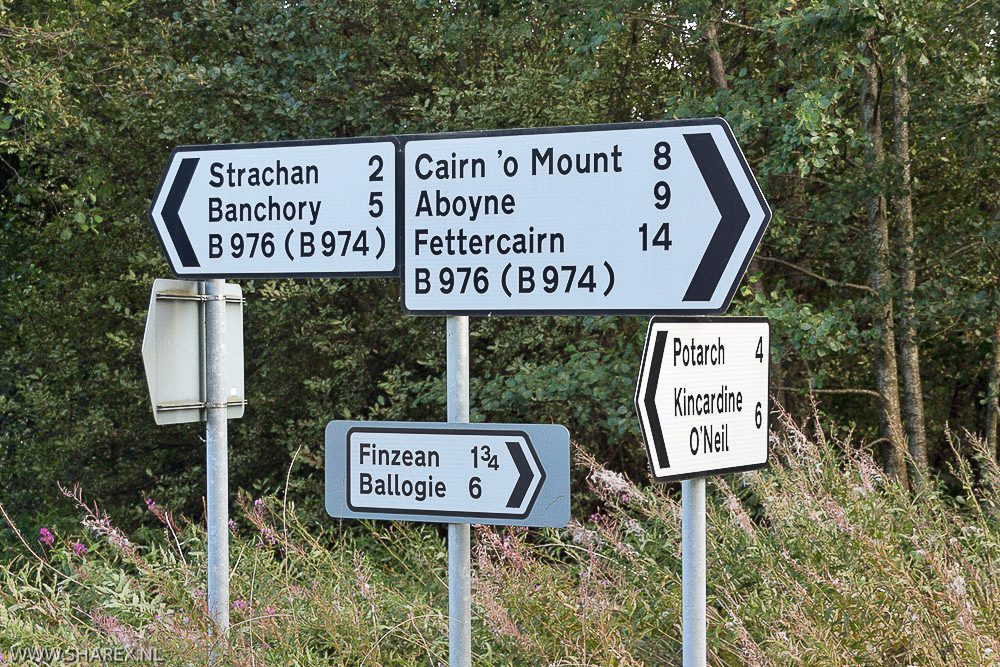 Strachan 2
Banchory 5
B 976 (B 974)
Cairn 'o Mount 8
Aboyne 9
Fettercairn 14
B 976 (B 974)
Potarch 4
Kincardine
O'Neil 6
Finzean 1¾
Ballogie 6
WWW.SHAREX.NL